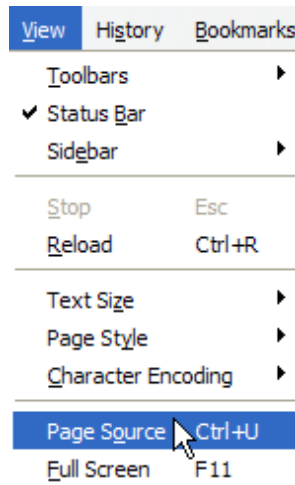 View History Bookmarks
Toolbars
Status Bar
Sidebar
Stop Esc
Reload Ctrl+R
Text Size
Page Style
Character Encoding
Page Source Ctrl+U
Full Screen F11